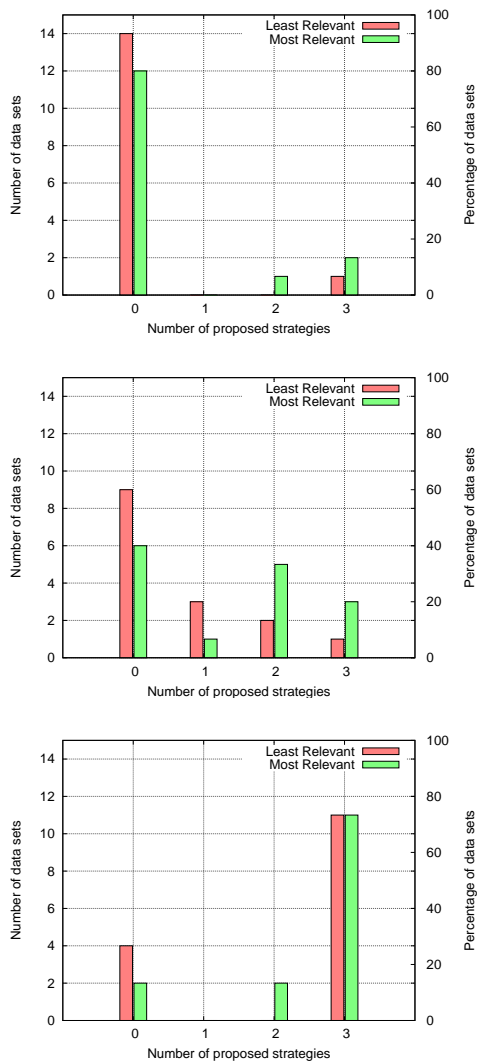 Least Relevant
Most Relevant
Number of data sets
Percentage of data sets
14
12
10
8
6
4
2
0
100
80
60
40
20
0
0 1 2 3
Number of proposed strategies
Least Relevant
Most Relevant
Number of data sets
Percentage of data sets
14
12
10
8
6
4
2
0
100
80
60
40
20
0
0 1 2 3
Number of proposed strategies
Least Relevant
Most Relevant
Number of data sets
Percentage of data sets
14
12
10
8
6
4
2
0
100
80
60
40
20
0
0 1 2 3
Number of proposed strategies